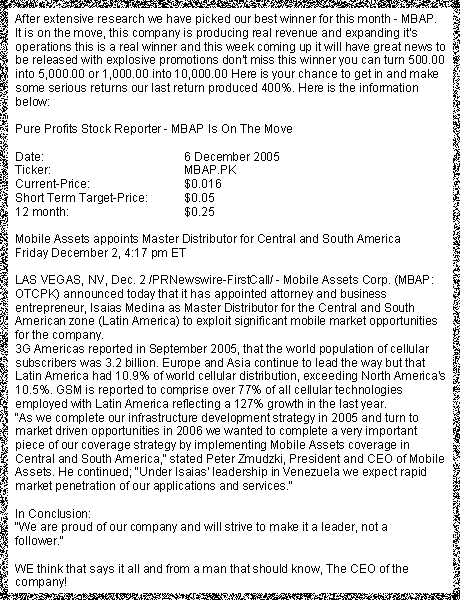 After extensive research we have picked our best winner for this month - MBAP.
It is on the move, this company is producing real revenue and expanding it's
operations this is a real winner and this week coming up it will have great news to
be released with explosive promotions don't miss this winner you can turn 500.00
into 5,000.00 or 1,000.00 into 10,000.00 Here is your chance to get in and make
some serious returns our last return produced 400%. Here is the information
below:
Pure Profits Stock Reporter - MBAP Is On The Move
Date: 6 December 2005
Ticker: MBAP.PK
Current-Price: $0.016
Short Term Target-Price: $0.05
12 month: $0.25
Mobile Assets appoints Master Distributor for Central and South America
Friday December 2, 4:17 pm ET
LAS VEGAS, NV, Dec. 2 /PRNewswire-FirstCall/ - Mobile Assets Corp. (MBAP:
OTCPK) announced today that it has appointed attorney and business
entrepreneur, Isaias Medina as Master Distributor for the Central and South
American zone (Latin America) to exploit significant mobile market opportunities
for the company.
3G Americas reported in September 2005, that the world population of cellular
subscribers was 3.2 billion. Europe and Asia continue to lead the way but that
Latin America had 10.9% of world cellular distribution, exceeding North America's
10.5%. GSM is reported to comprise over 77% of all cellular technologies
employed with Latin America reflecting a 127% growth in the last year.
"As we complete our infrastructure development strategy in 2005 and turn to
market driven opportunities in 2006 we wanted to complete a very important
piece of our coverage strategy by implementing Mobile Assets coverage in
Central and South America," stated Peter Zmudzki, President and CEO of Mobile
Assets. He continued; "Under Isaias' leadership in Venezuela we expect rapid
market penetration of our applications and services."
In Conclusion:
"We are proud of our company and will strive to make it a leader, not a
follower."
WE think that says it all and from a man that should know, The CEO of the
company!